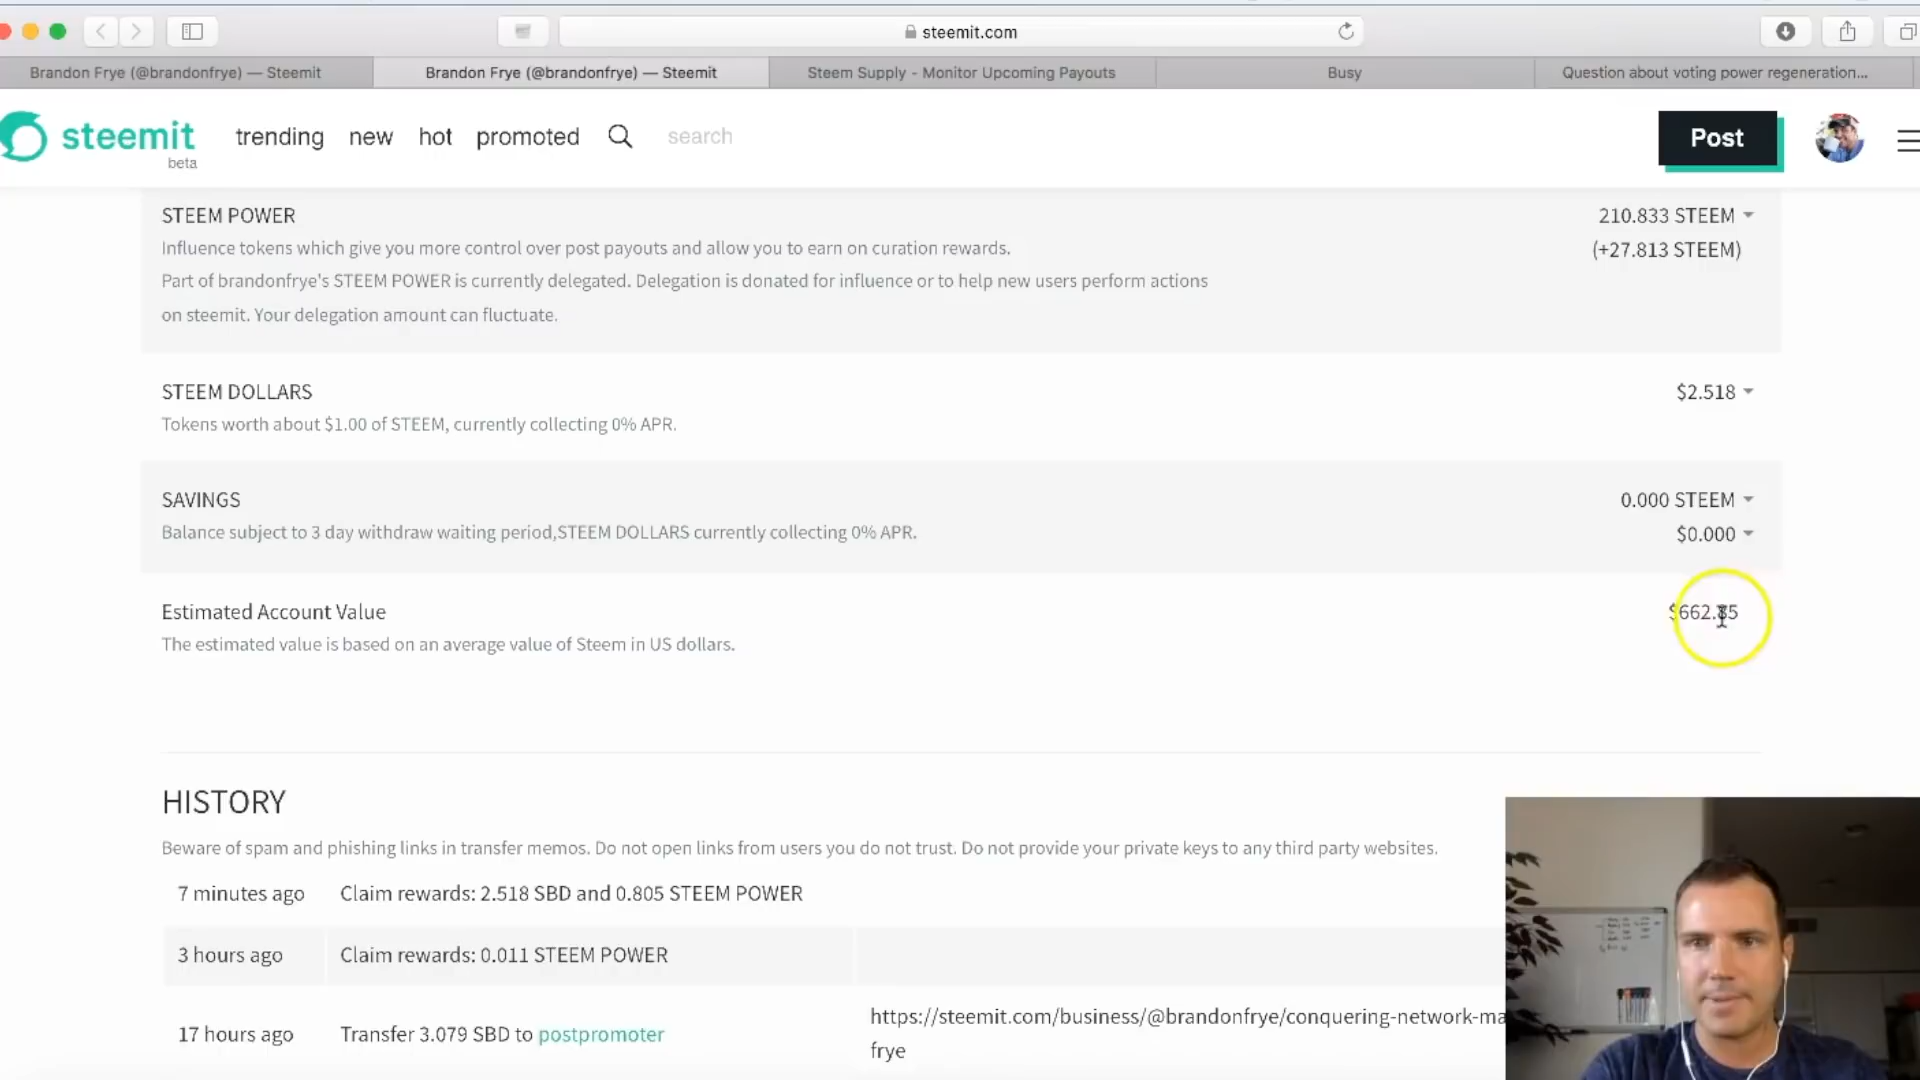 steemit.com
Brandon Frye (@brandonfrye) — Steemit
Brandon Frye (@brandonfrye) — Steemit
Steem Supply - Monitor Upcoming Payouts
Busy
Question about voting power regeneration...
steemit
beta
trending
new
hot
promoted
search
Post
STEEM POWER
210.833 STEEM
Influence tokens which give you more control over post payouts and allow you to earn on curation rewards.
(+27.813 STEEM)
Part of brandonfrye's STEEM POWER is currently delegated. Delegation is donated for influence or to help new users perform actions
on steemit. Your delegation amount can fluctuate.
STEEM DOLLARS
$2.518
Tokens worth about $1.00 of STEEM, currently collecting 0% APR.
SAVINGS
0.000 STEEM
Balance subject to 3 day withdraw waiting period,STEEM DOLLARS currently collecting 0% APR.
$0.000
Estimated Account Value
The estimated value is based on an average value of Steem in US dollars.
HISTORY
Beware of spam and phishing links in transfer memos. Do not open links from users you do not trust. Do not provide your private keys to any third party websites.
7 minutes ago
Claim rewards: 2.518 SBD and 0.805 STEEM POWER
3 hours ago
Claim rewards: 0.011 STEEM POWER
17 hours ago
Transfer 3.079 SBD to postpromoter
https://steemit.com/business/@brandonfrye/conquering-network-ma
frye